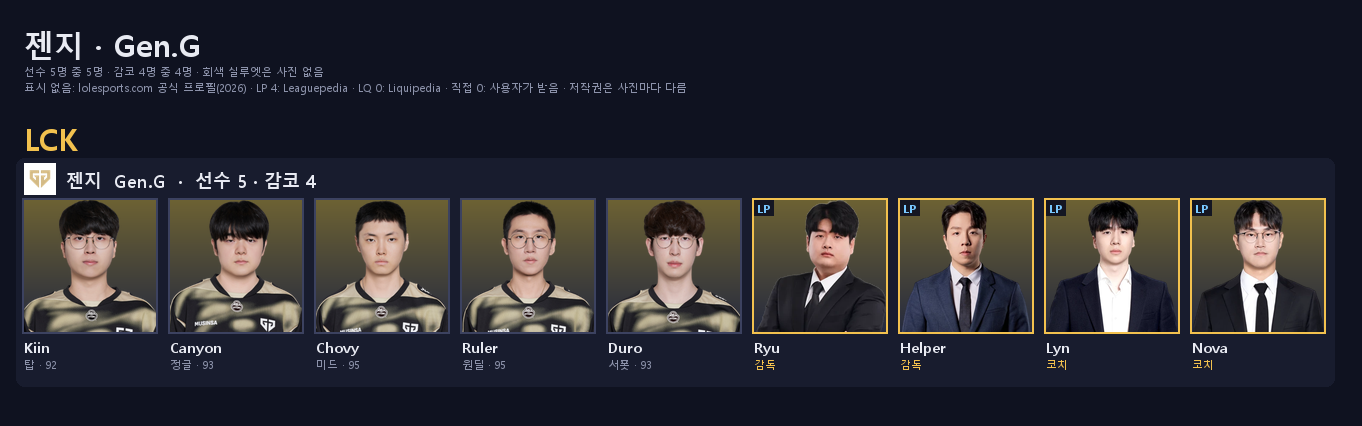 젠지 · Gen.G
선수 5명 중 5명 · 감코 4명 중 4명 · 회색 실루엣은 사진 없음
표시 없음: lolesports.com 공식 프로필(2026) · LP 4: Leaguepedia · LQ 0: Liquipedia · 직접 0: 사용자가 받음 · 저작권은 사진마다 다름
LCK
젠지 Gen.G · 선수 5 · 감코 4
LP LP LP LP
MUSINSA MUSINSA
Kiin Canyon Chovy Ruler Duro Ryu Helper Lyn Nova
탑 · 92 정글 · 93 미드 · 95 원딜 · 95 서폿 · 93 감독 감독 코치 코치